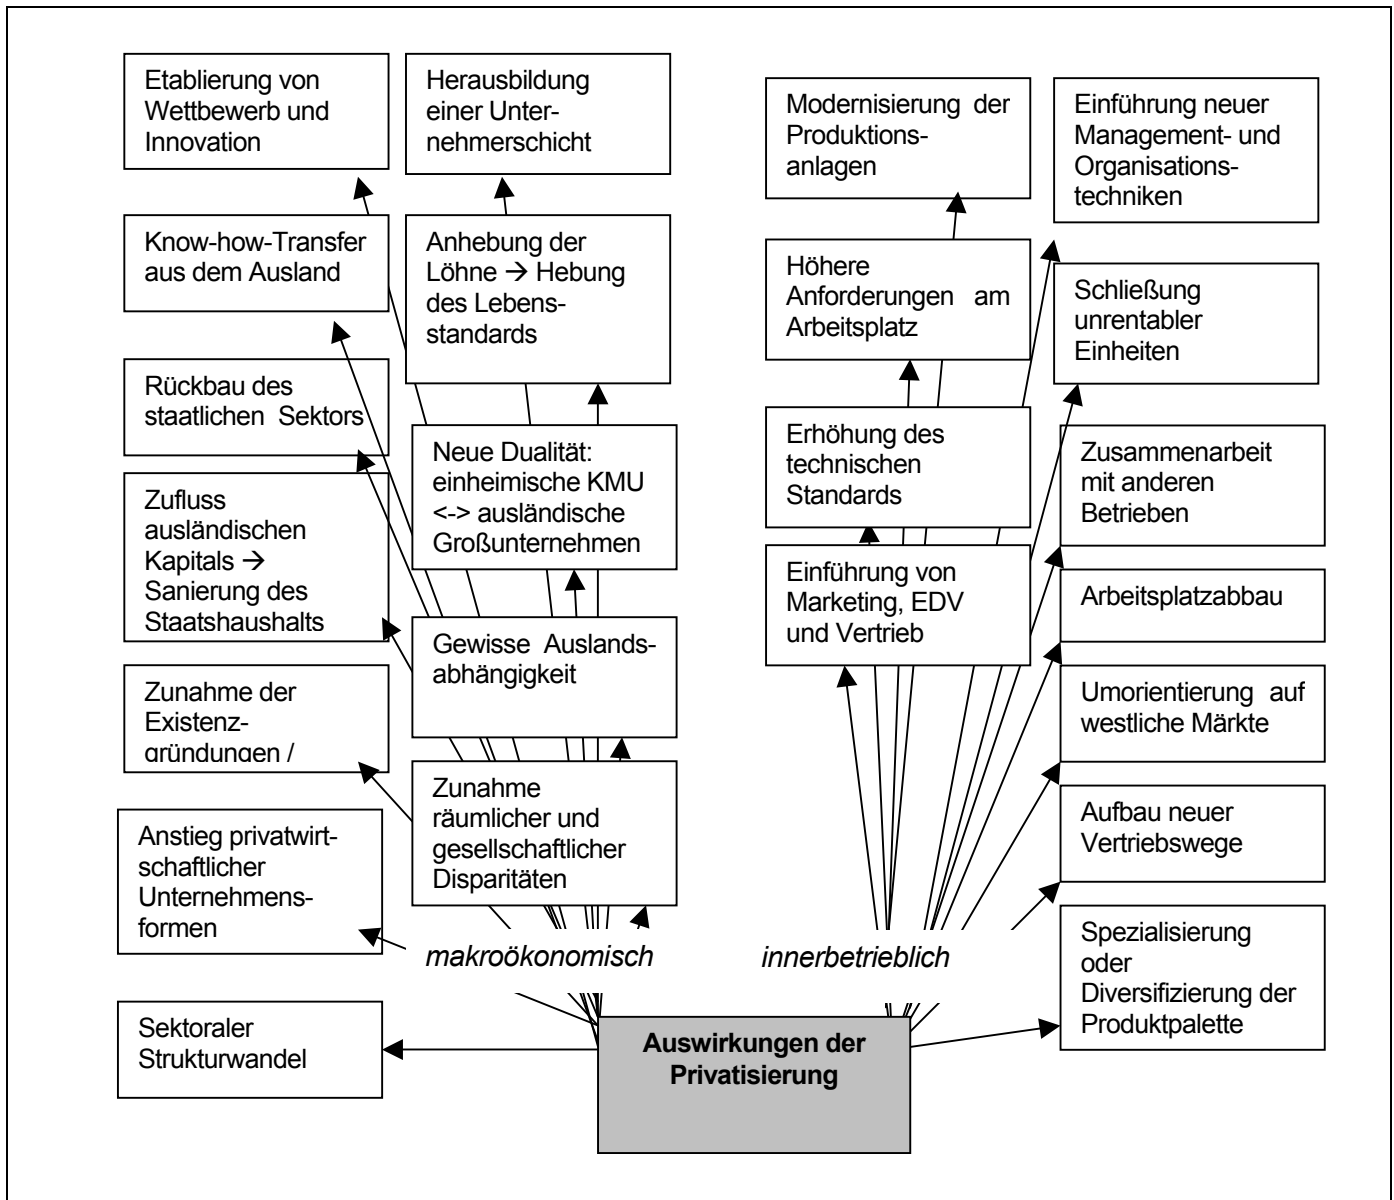 Etablierung von
Wettbewerb und
Innovation
Herausbildung
einer Unter-
nehmerschicht
Know-how-Transfer
aus dem Ausland
Anhebung der
Löhne → Hebung
des Lebens-
standards
Rückbau des
staatlichen Sektors
Neue Dualität:
einheimische KMU
<-> ausländische
Großunternehmen
Zufluss
ausländischen
Kapitals →
Sanierung des
Staatshaushalts
Gewisse Auslands-
abhängigkeit
Zunahme der
Existenz-
gründungen /
Zunahme
räumlicher und
gesellschaftlicher
Disparitäten
Anstieg privatwirt-
schaftlicher
Unternehmens-
formen
Sektoraler
Strukturwandel
makroökonomisch
Modernisierung der
Produktions-
anlagen
Einführung neuer
Management- und
Organisations-
techniken
Höhere
Anforderungen am
Arbeitsplatz
Schließung
unrentabler
Einheiten
Erhöhung des
technischen
Standards
Zusammenarbeit
mit anderen
Betrieben
Einführung von
Marketing, EDV
und Vertrieb
Arbeitsplatzabbau
Umorientierung auf
westliche Märkte
Aufbau neuer
Vertriebswege
Spezialisierung
oder
Diversifizierung der
Produktpalette
innerbetrieblich
Auswirkungen der
Privatisierung